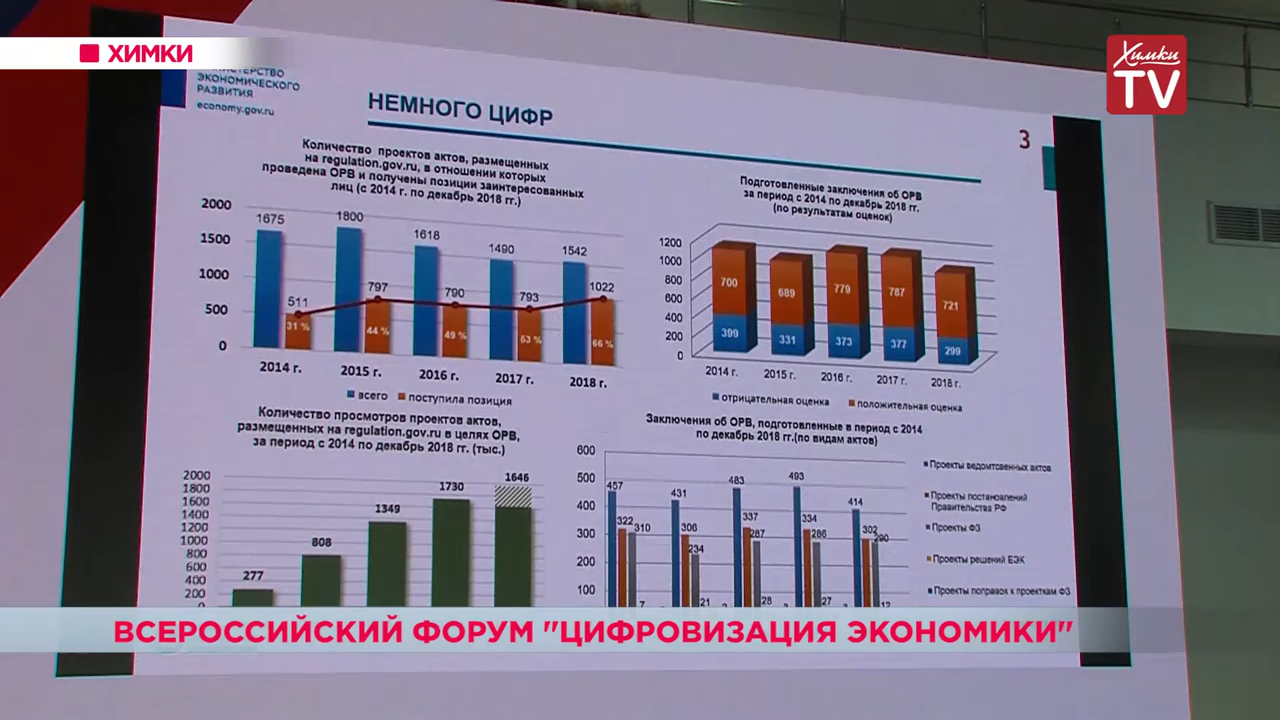 ХИМКИ
Химки
TV
ЭКОНОМИЧЕСКОГО
РАЗВИТИЯ
economy.gov.ru
НЕМНОГО ЦИФР
3
Количество проектов актов, размещенных
на regulation.gov.ru, в отношении которых
проведена ОРВ и получены позиции заинтересованных
лиц (с 2014 г. по декабрь 2018 гг.)
2000
1500
1000
500
0
1675
1800
1618
1490
1542
511
797
790
793
1022
31 %
44 %
49 %
53 %
66 %
2014 г.
2015 г.
2016 г.
2017 г.
2018 г.
всего
поступила позиция
Подготовленные заключения об ОРВ
за период с 2014 по декабрь 2018 гг.
(по результатам оценок)
1200
1000
800
600
400
200
0
700
689
779
787
721
399
331
373
377
299
2014 г.
2015 г.
2016 г.
2017 г.
2018 г.
отрицательная оценка
положительная оценка
Количество просмотров проектов актов,
размещенных на regulation.gov.ru в целях ОРВ,
за период с 2014 по декабрь 2018 гг. (тыс.)
2000
1800
1600
1400
1200
1000
800
600
400
200
277
808
1349
1730
1646
Заключения об ОРВ, подготовленные в период с 2014
по декабрь 2018 гг.(по видам актов)
600
500
400
300
200
100
457
322
310
7
431
306
234
21
483
337
287
28
493
334
286
27
414
302
290
12
Проекты ведомтсвенных актов
Проекты постановлений
Правительства РФ
Проекты ФЗ
Проекты решений ЕЭК
Проекты поправок к проекткам ФЗ
ВСЕРОССИЙСКИЙ ФОРУМ "ЦИФРОВИЗАЦИЯ ЭКОНОМИКИ"